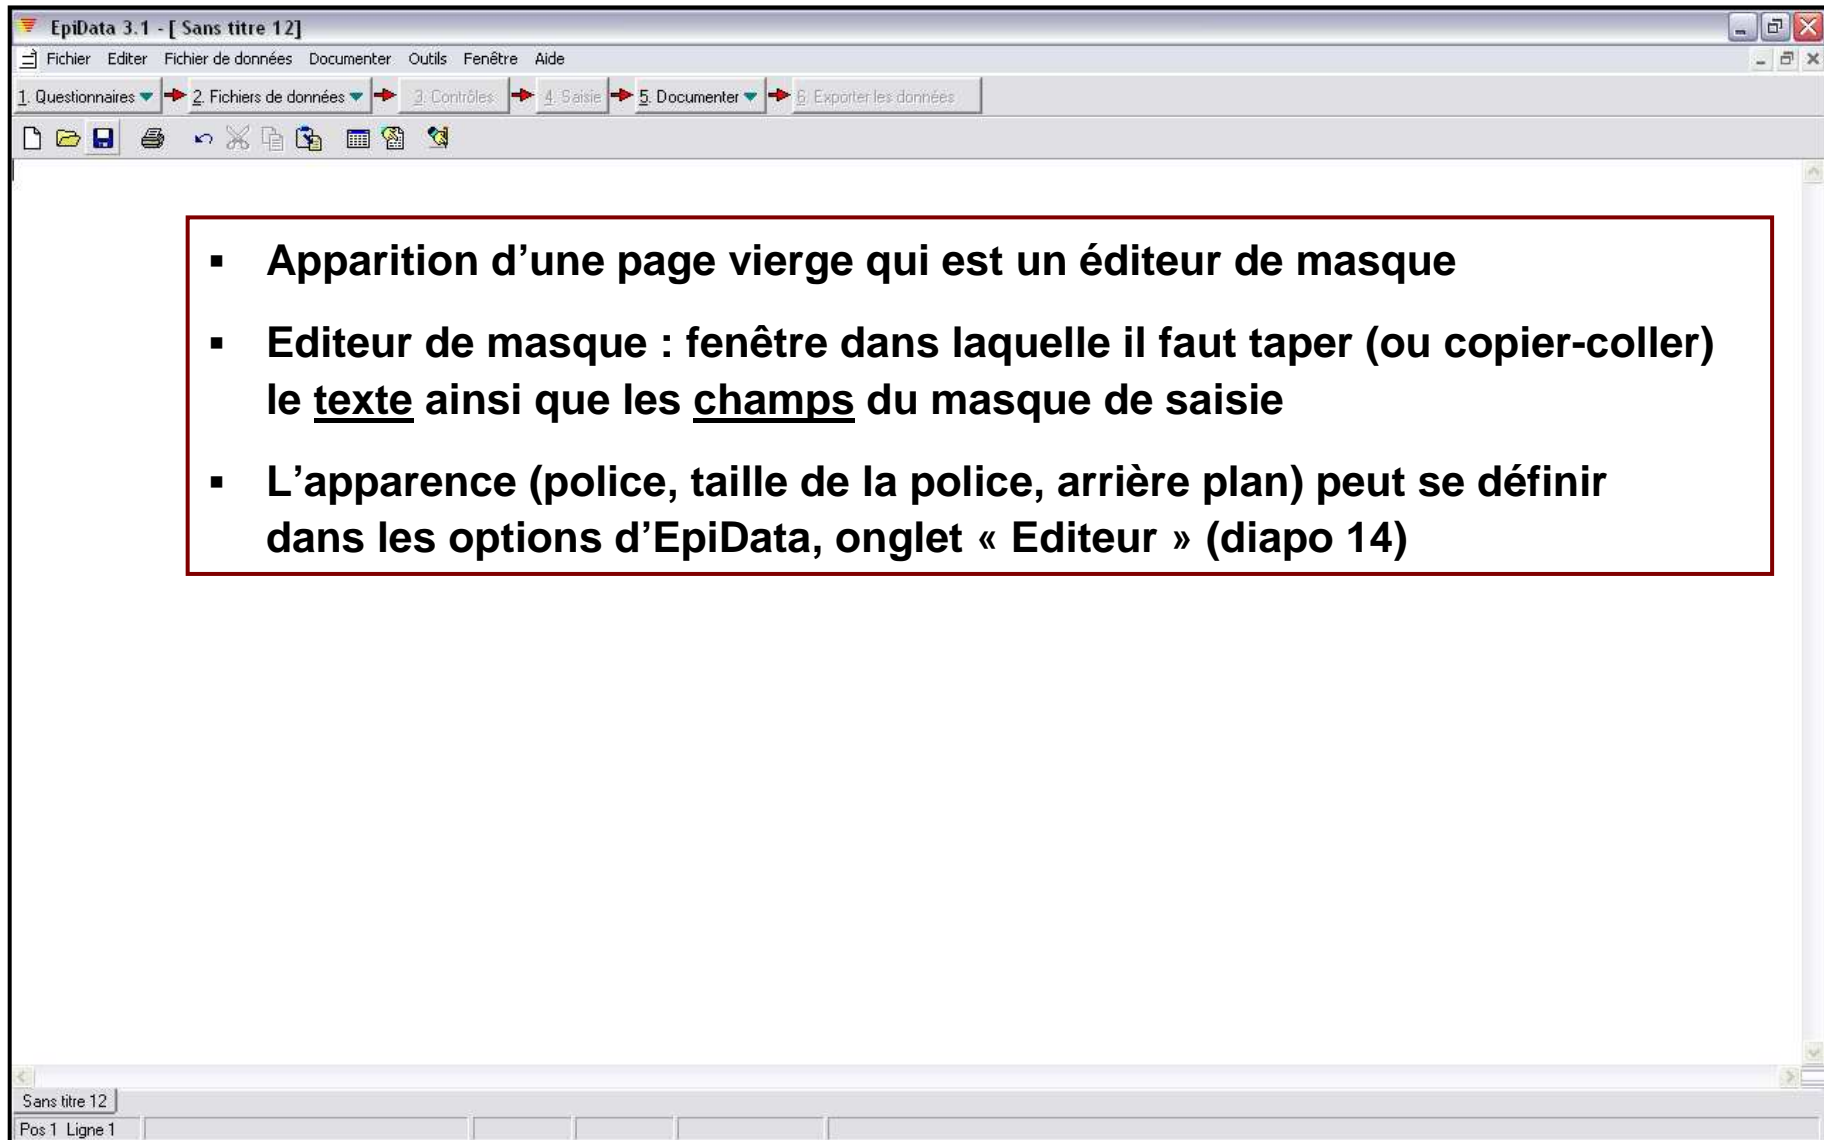 EpiData 3.1 - [ Sans titre 12]
Fichier Editer Fichier de données Documenter Outils Fenêtre Aide
1. Questionnaires 2. Fichiers de données 3. Contrôles 4. Saisie 5. Documenter 6. Exporter les données
▪ Apparition d’une page vierge qui est un éditeur de masque
▪ Editeur de masque : fenêtre dans laquelle il faut taper (ou copier-coller)
le texte ainsi que les champs du masque de saisie
▪ L’apparence (police, taille de la police, arrière plan) peut se définir
dans les options d’EpiData, onglet « Editeur » (diapo 14)
Sans titre 12
Pos 1 Ligne 1